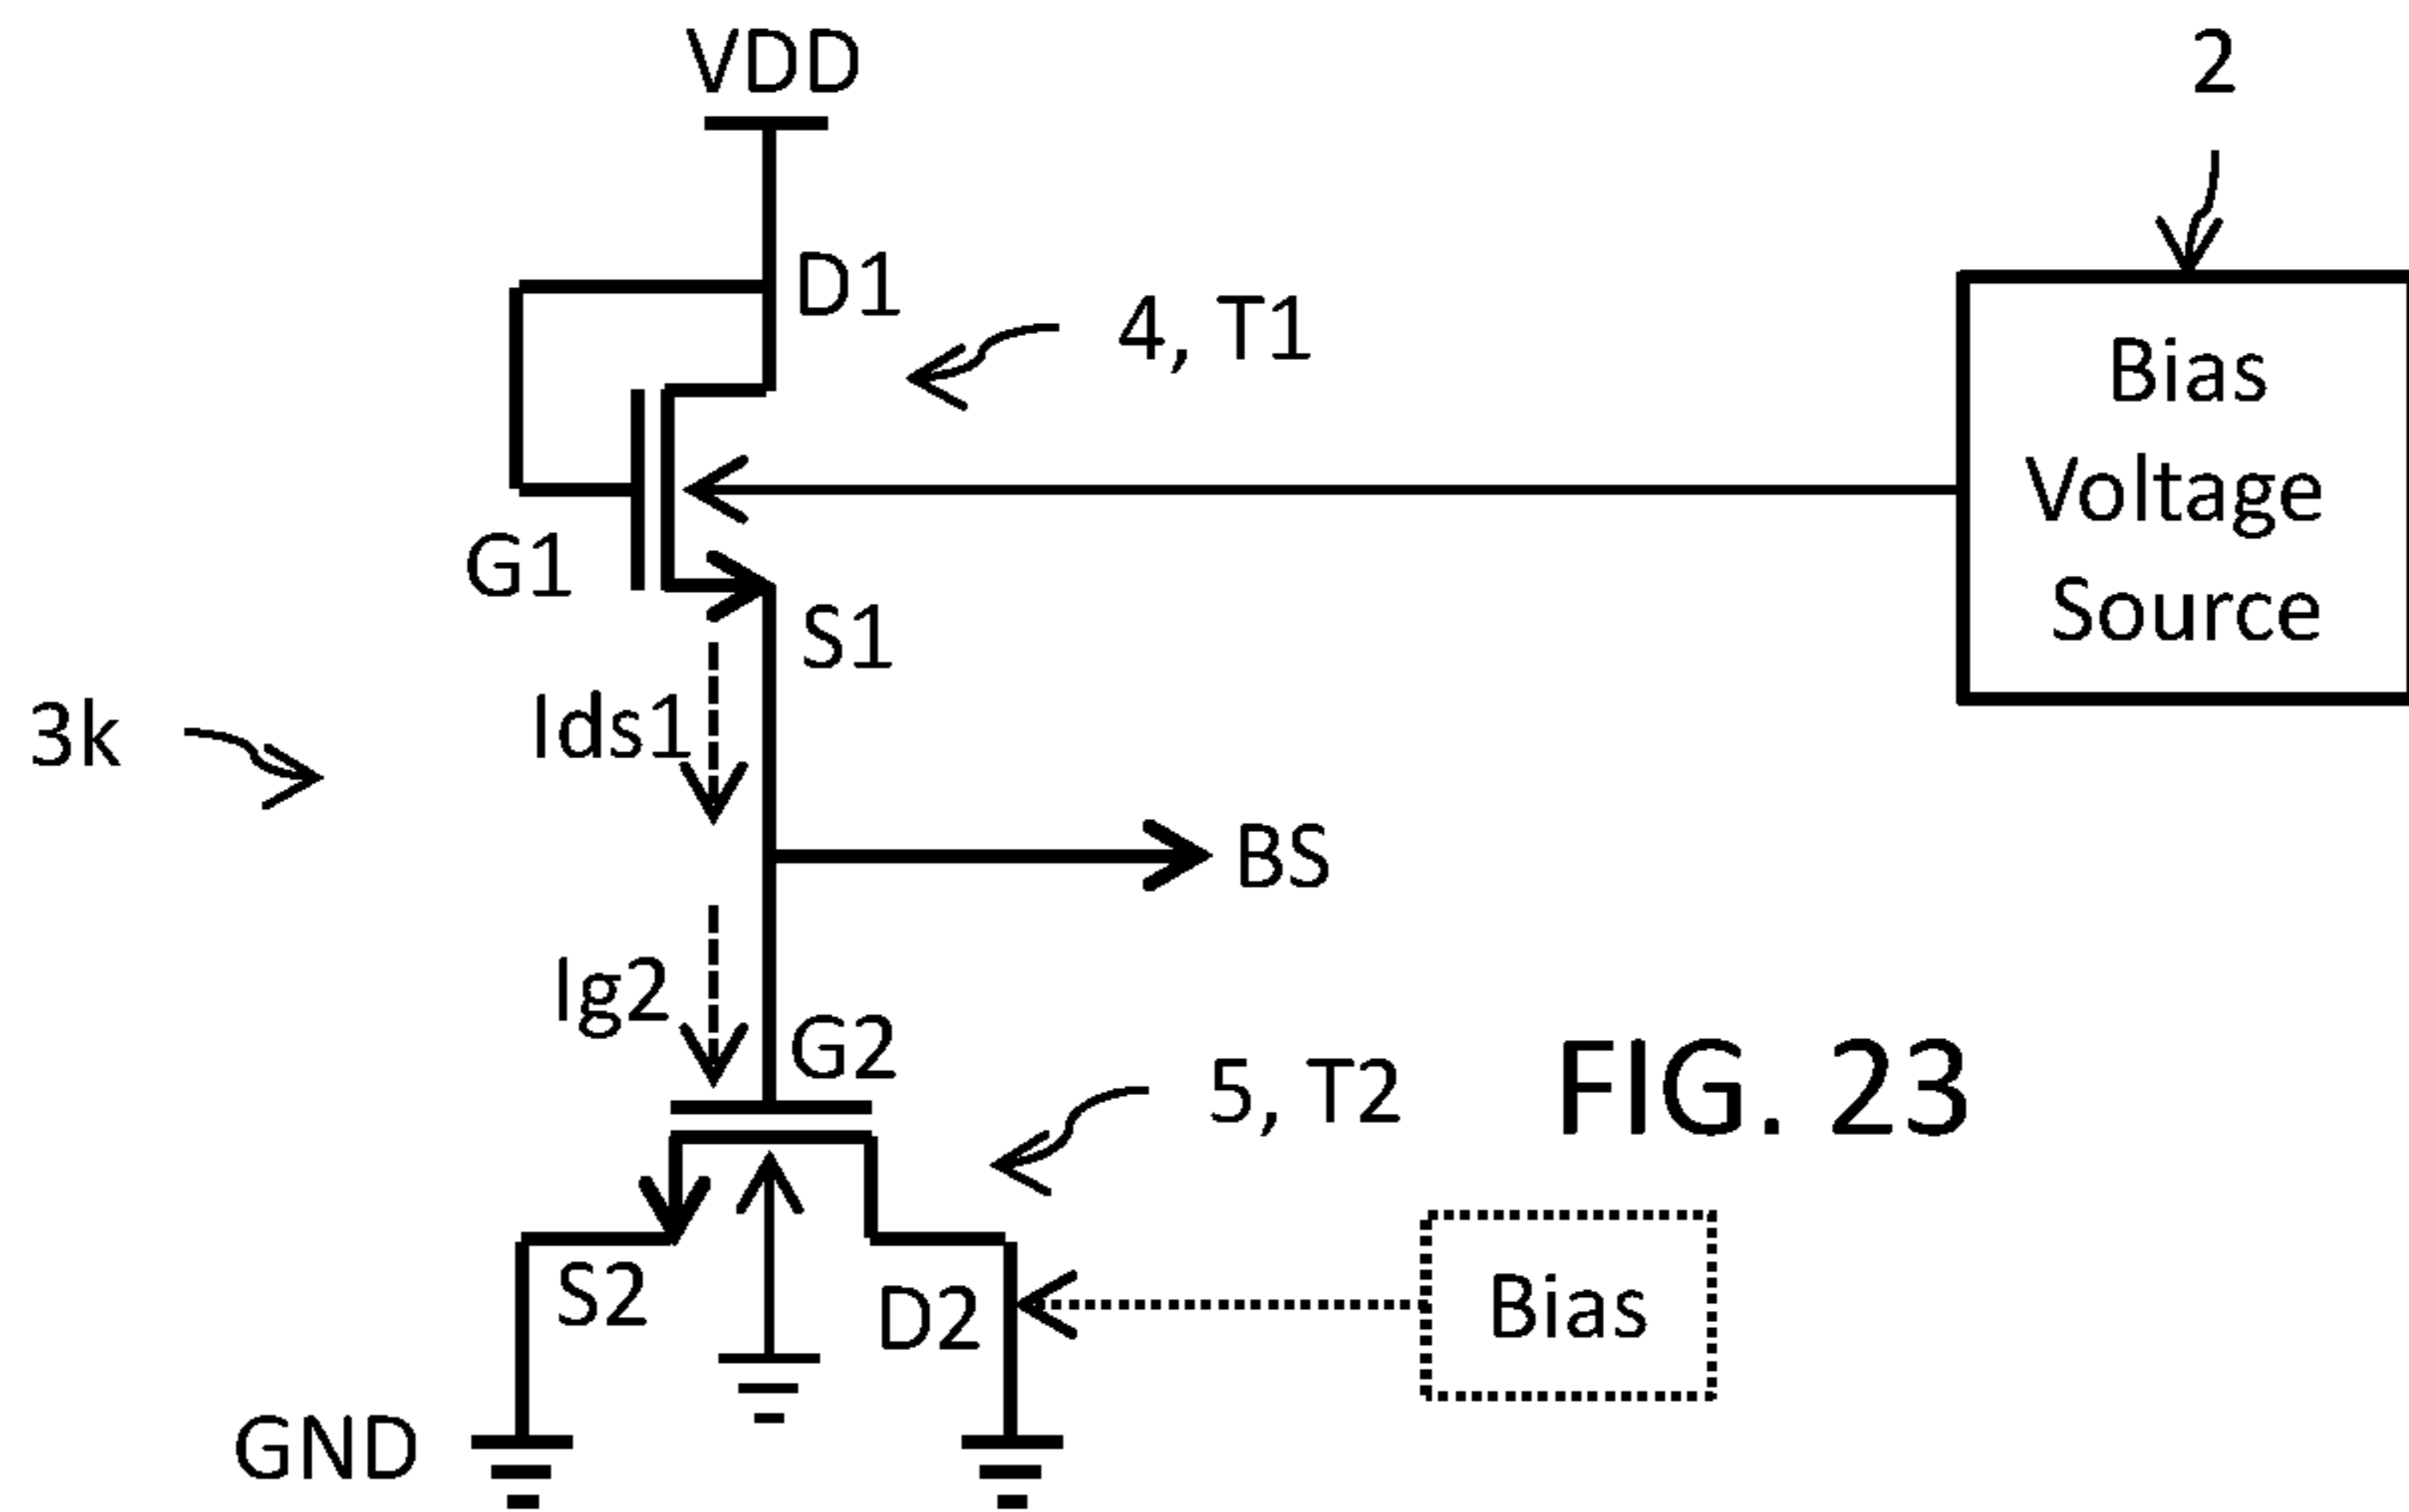 VDD
2
D1
4, T1
Bias
Voltage
Source
G1
S1
Ids1
3k
BS
Ig2
G2
5, T2
FIG. 23
S2
D2
Bias
GND